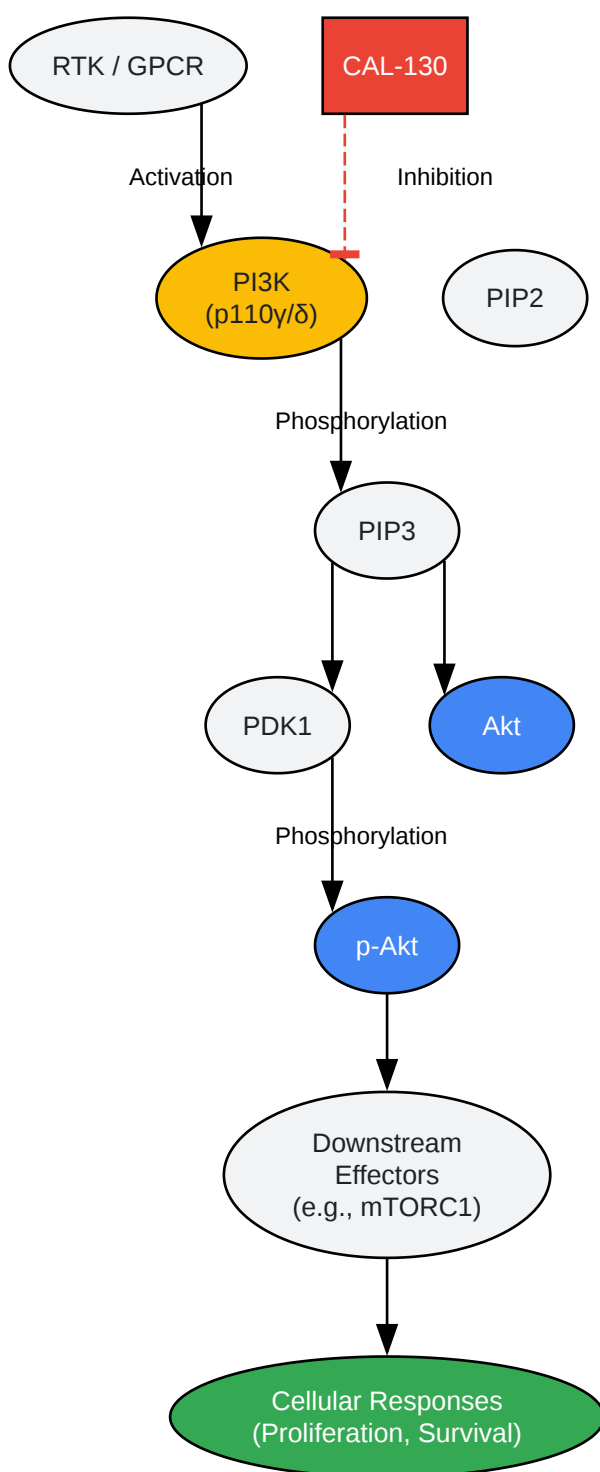 RTK / GPCR
CAL-130
Activation
Inhibition
PI3K
(p110γ/δ)
PIP2
Phosphorylation
PIP3
PDK1
Akt
Phosphorylation
p-Akt
Downstream
Effectors
(e.g., mTORC1)
Cellular Responses
(Proliferation, Survival)